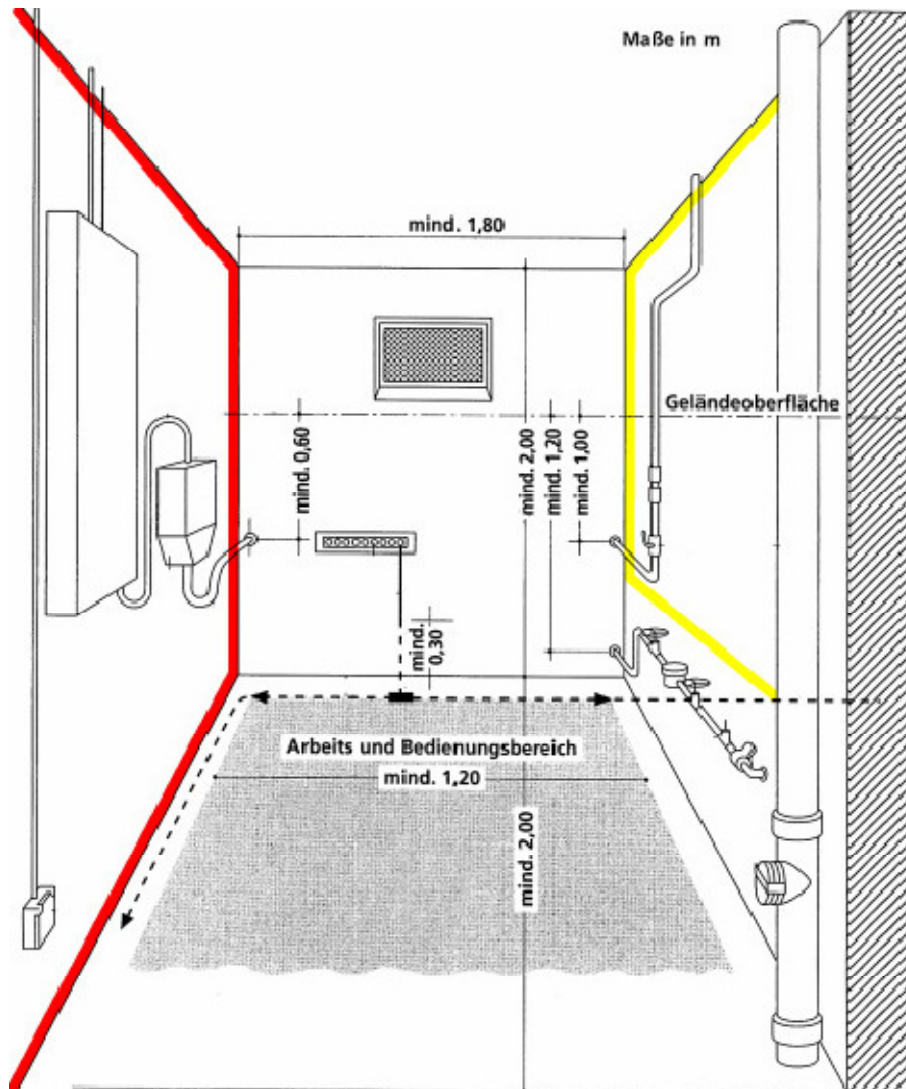 Maße in m
mind. 1,80
Geländeoberfläche
mind. 0,60
mind. 2,00
mind. 1,20
mind. 1,00
mind.
0,30
Arbeits und Bedienungsbereich
mind. 1,20
mind. 2,00